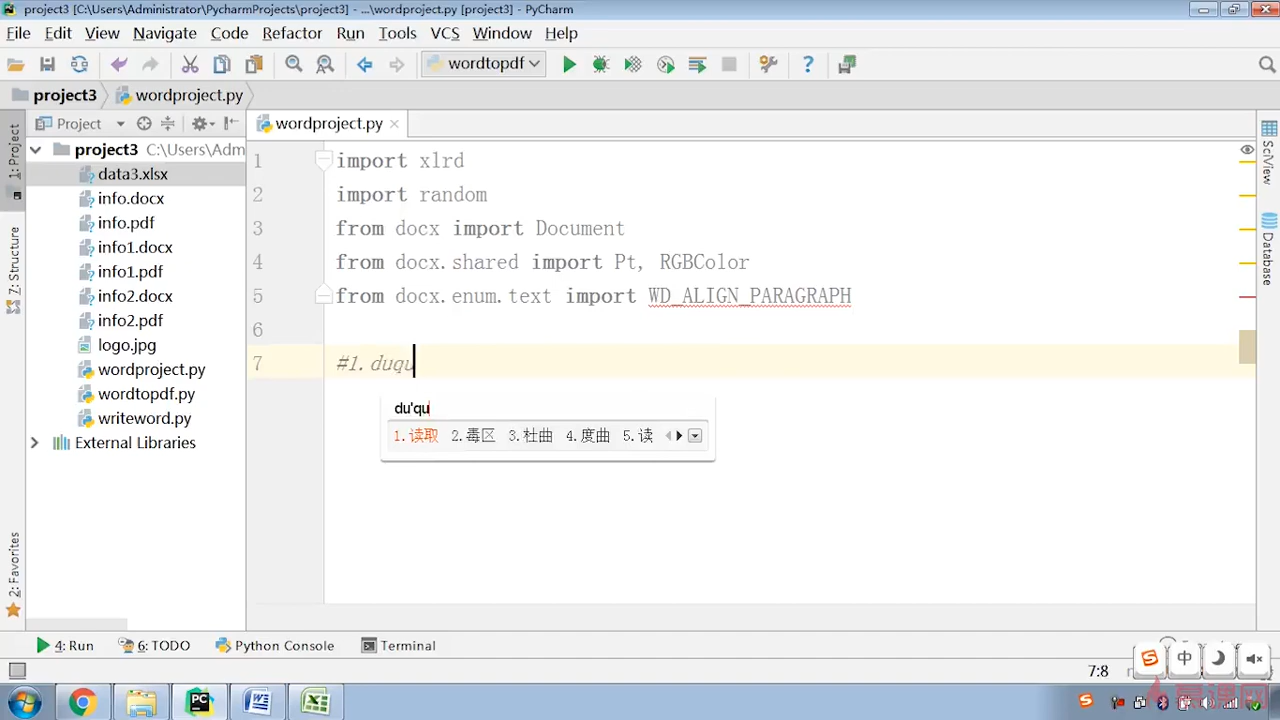 project3 [C:\Users\Administrator\PycharmProjects\project3] - ...\wordproject.py [project3] - PyCharm
File Edit View Navigate Code Refactor Run Tools VCS Window Help
wordtopdf
project3 wordproject.py
Project
wordproject.py
1: Project
project3 C:\Users\Adm
data3.xlsx
info.docx
info.pdf
info1.docx
info1.pdf
info2.docx
info2.pdf
logo.jpg
wordproject.py
wordtopdf.py
writeword.py
External Libraries
Z: Structure
2: Favorites
1 import xlrd
2 import random
3 from docx import Document
4 from docx.shared import Pt, RGBColor
5 from docx.enum.text import WD_ALIGN_PARAGRAPH
6
7 #1.duqu
du'qu
1.读取 2.毒区 3.杜曲 4.度曲 5.读
SciView
Database
4: Run 6: TODO Python Console Terminal
7:8
中
慕课网